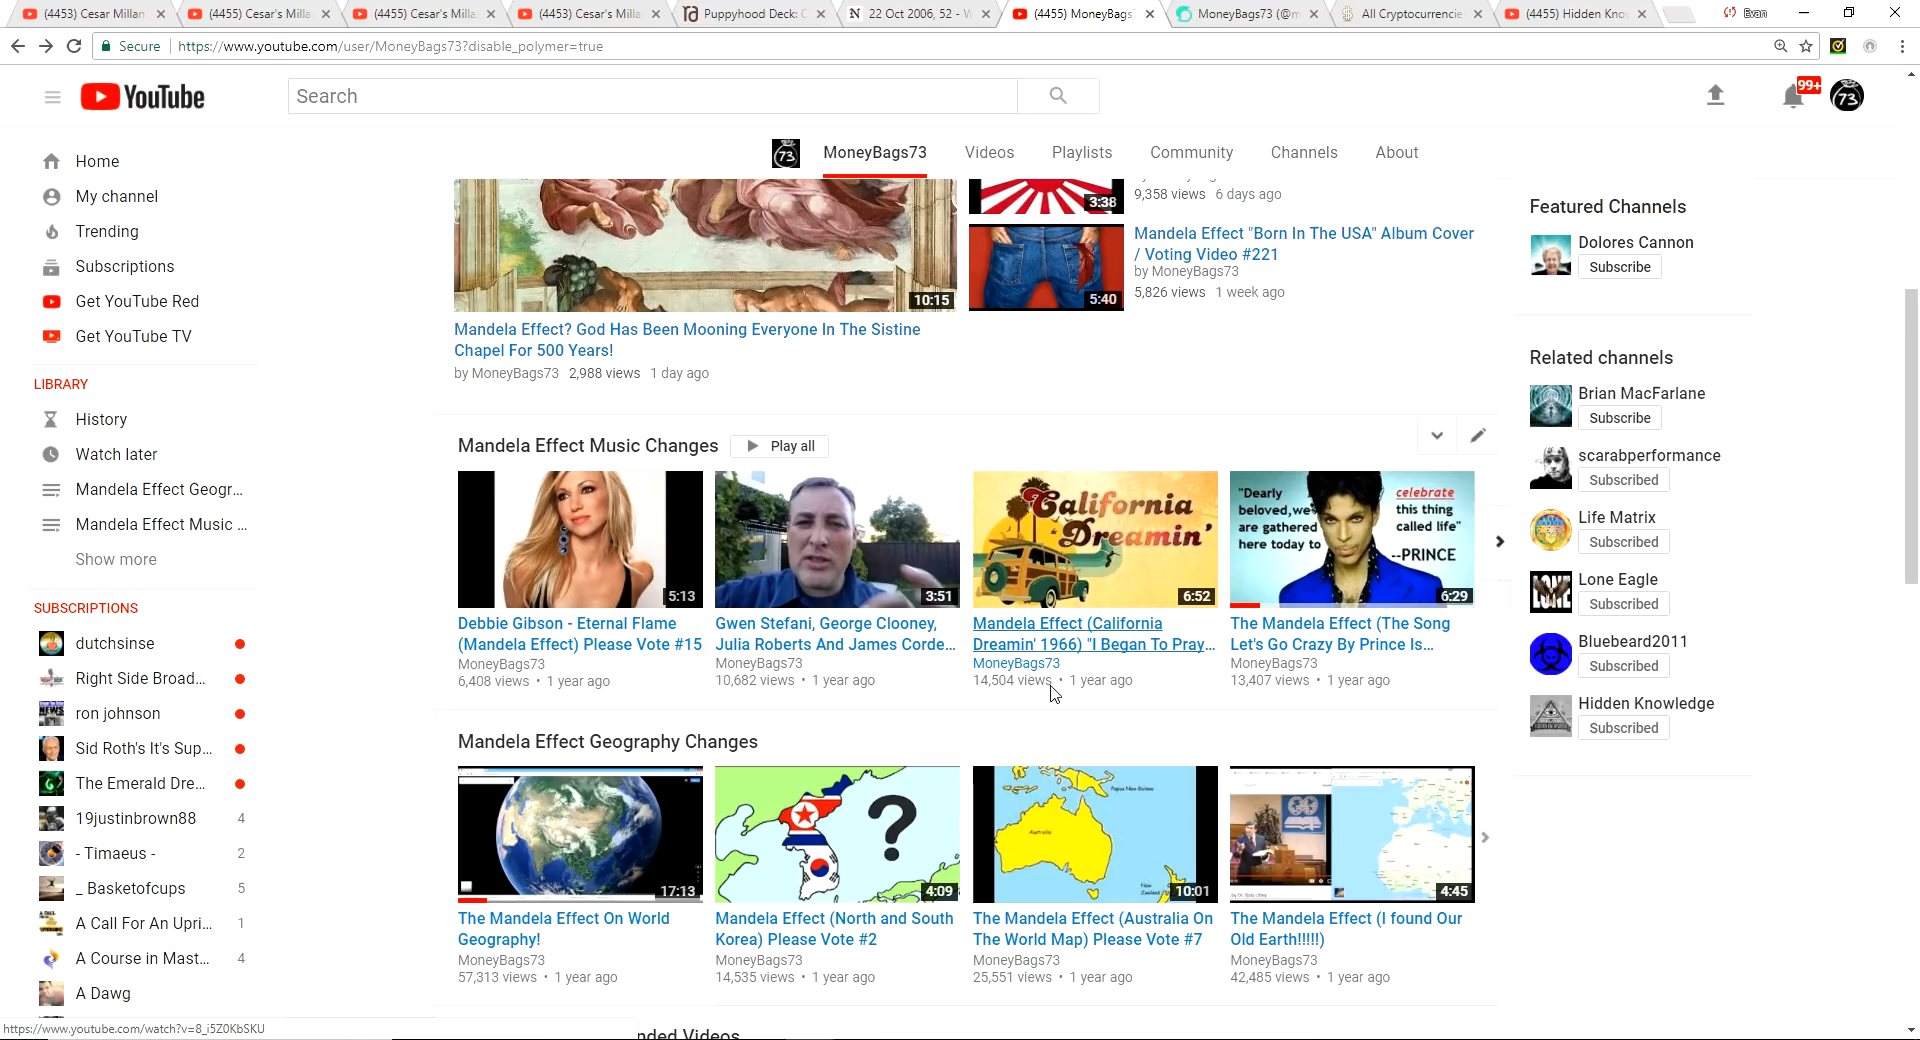 (4453) Cesar Millan
(4455) Cesar's Milla
(4455) Cesar's Milla
(4453) Cesar's Milla
Puppyhood Deck: C
22 Oct 2006, 52 - W
(4455) MoneyBags7
MoneyBags73 (@m
All Cryptocurrencie
(4455) Hidden Kno
Evan
Secure
https://www.youtube.com/user/MoneyBags73?disable_polymer=true
YouTube
Search
99+
73
Home
My channel
Trending
Subscriptions
Get YouTube Red
Get YouTube TV
LIBRARY
History
Watch later
Mandela Effect Geogr...
Mandela Effect Music ...
Show more
SUBSCRIPTIONS
dutchsinse
Right Side Broad...
ron johnson
Sid Roth's It's Sup...
The Emerald Dre...
19justinbrown88 4
- Timaeus - 2
_ Basketofcups 5
A Call For An Upri... 1
A Course in Mast... 4
A Dawg
73
MoneyBags73
Videos
Playlists
Community
Channels
About
10:15
Mandela Effect? God Has Been Mooning Everyone In The Sistine
Chapel For 500 Years!
by MoneyBags73 2,988 views 1 day ago
3:38
9,358 views 6 days ago
5:40
Mandela Effect "Born In The USA" Album Cover
/ Voting Video #221
by MoneyBags73
5,826 views 1 week ago
Mandela Effect Music Changes
Play all
5:13
Debbie Gibson - Eternal Flame
(Mandela Effect) Please Vote #15
MoneyBags73
6,408 views • 1 year ago
3:51
Gwen Stefani, George Clooney,
Julia Roberts And James Corde...
MoneyBags73
10,682 views • 1 year ago
California
Dreamin'
6:52
Mandela Effect (California
Dreamin' 1966) "I Began To Pray...
MoneyBags73
14,504 views • 1 year ago
"Dearly
beloved,we
are gathered
here today to
celebrate
this thing
called life"
--PRINCE
6:29
The Mandela Effect (The Song
Let's Go Crazy By Prince Is...
MoneyBags73
13,407 views • 1 year ago
Mandela Effect Geography Changes
17:13
The Mandela Effect On World
Geography!
MoneyBags73
57,313 views • 1 year ago
?
4:09
Mandela Effect (North and South
Korea) Please Vote #2
MoneyBags73
14,535 views • 1 year ago
Papua New Guinea
Australia
New
Zealand
10:01
The Mandela Effect (Australia On
The World Map) Please Vote #7
MoneyBags73
25,551 views • 1 year ago
4:45
The Mandela Effect (I found Our
Old Earth!!!!!)
MoneyBags73
42,485 views • 1 year ago
Featured Channels
Dolores Cannon
Subscribe
Related channels
Brian MacFarlane
Subscribe
scarabperformance
Subscribed
Life Matrix
Subscribed
Lone Eagle
Subscribed
Bluebeard2011
Subscribed
Hidden Knowledge
Subscribed
https://www.youtube.com/watch?v=8_i5Z0KbSKU
nded Videos